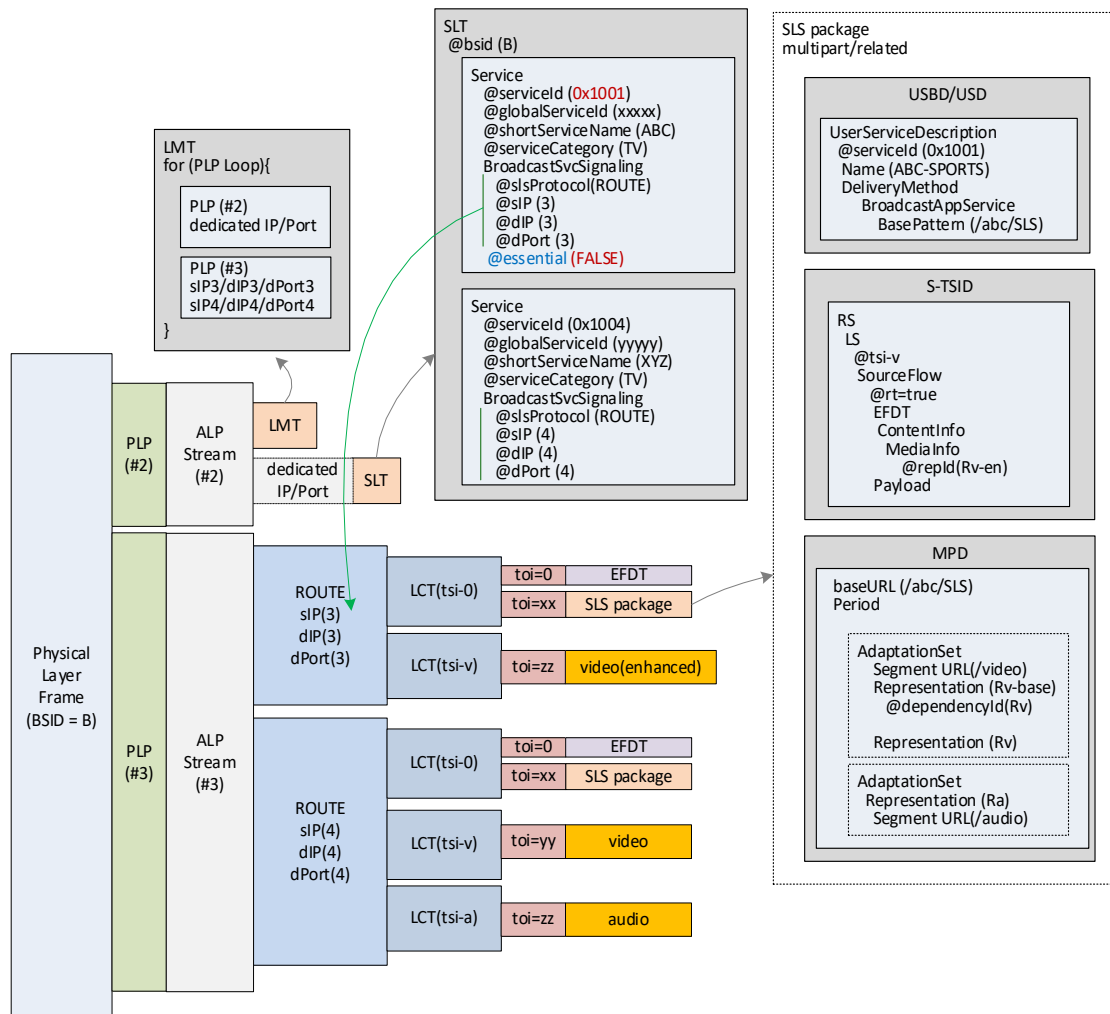 SLT
@bsid (B)
Service
@serviceId (0x1001)
@globalServiceId (xxxxx)
@shortServiceName (ABC)
@serviceCategory (TV)
BroadcastSvcSignaling
@slsProtocol(ROUTE)
@sIP (3)
@dIP (3)
@dPort (3)
@essential (FALSE)
Service
@serviceId (0x1004)
@globalServiceId (yyyyy)
@shortServiceName (XYZ)
@serviceCategory (TV)
BroadcastSvcSignaling
@slsProtocol (ROUTE)
@sIP (4)
@dIP (4)
@dPort (4)
LMT
for (PLP Loop){
PLP (#2)
dedicated IP/Port
PLP (#3)
sIP3/dIP3/dPort3
sIP4/dIP4/dPort4
}
SLS package
multipart/related
USBD/USD
UserServiceDescription
@serviceId (0x1001)
Name (ABC-SPORTS)
DeliveryMethod
BroadcastAppService
BasePattern (/abc/SLS)
S-TSID
RS
LS
@tsi-v
SourceFlow
@rt=true
EFDT
ContentInfo
MediaInfo
@repId(Rv-en)
Payload
MPD
baseURL (/abc/SLS)
Period
AdaptationSet
Segment URL(/video)
Representation (Rv-base)
@dependencyId(Rv)
Representation (Rv)
AdaptationSet
Representation (Ra)
Segment URL(/audio)
Physical
Layer
Frame
(BSID = B)
PLP
(#2)
ALP
Stream
(#2)
LMT
dedicated
IP/Port
SLT
PLP
(#3)
ALP
Stream
(#3)
ROUTE
sIP(3)
dIP(3)
dPort(3)
LCT(tsi-0)
toi=0
EFDT
toi=xx
SLS package
LCT(tsi-v)
toi=zz
video(enhanced)
ROUTE
sIP(4)
dIP(4)
dPort(4)
LCT(tsi-0)
toi=0
EFDT
toi=xx
SLS package
LCT(tsi-v)
toi=yy
video
LCT(tsi-a)
toi=zz
audio